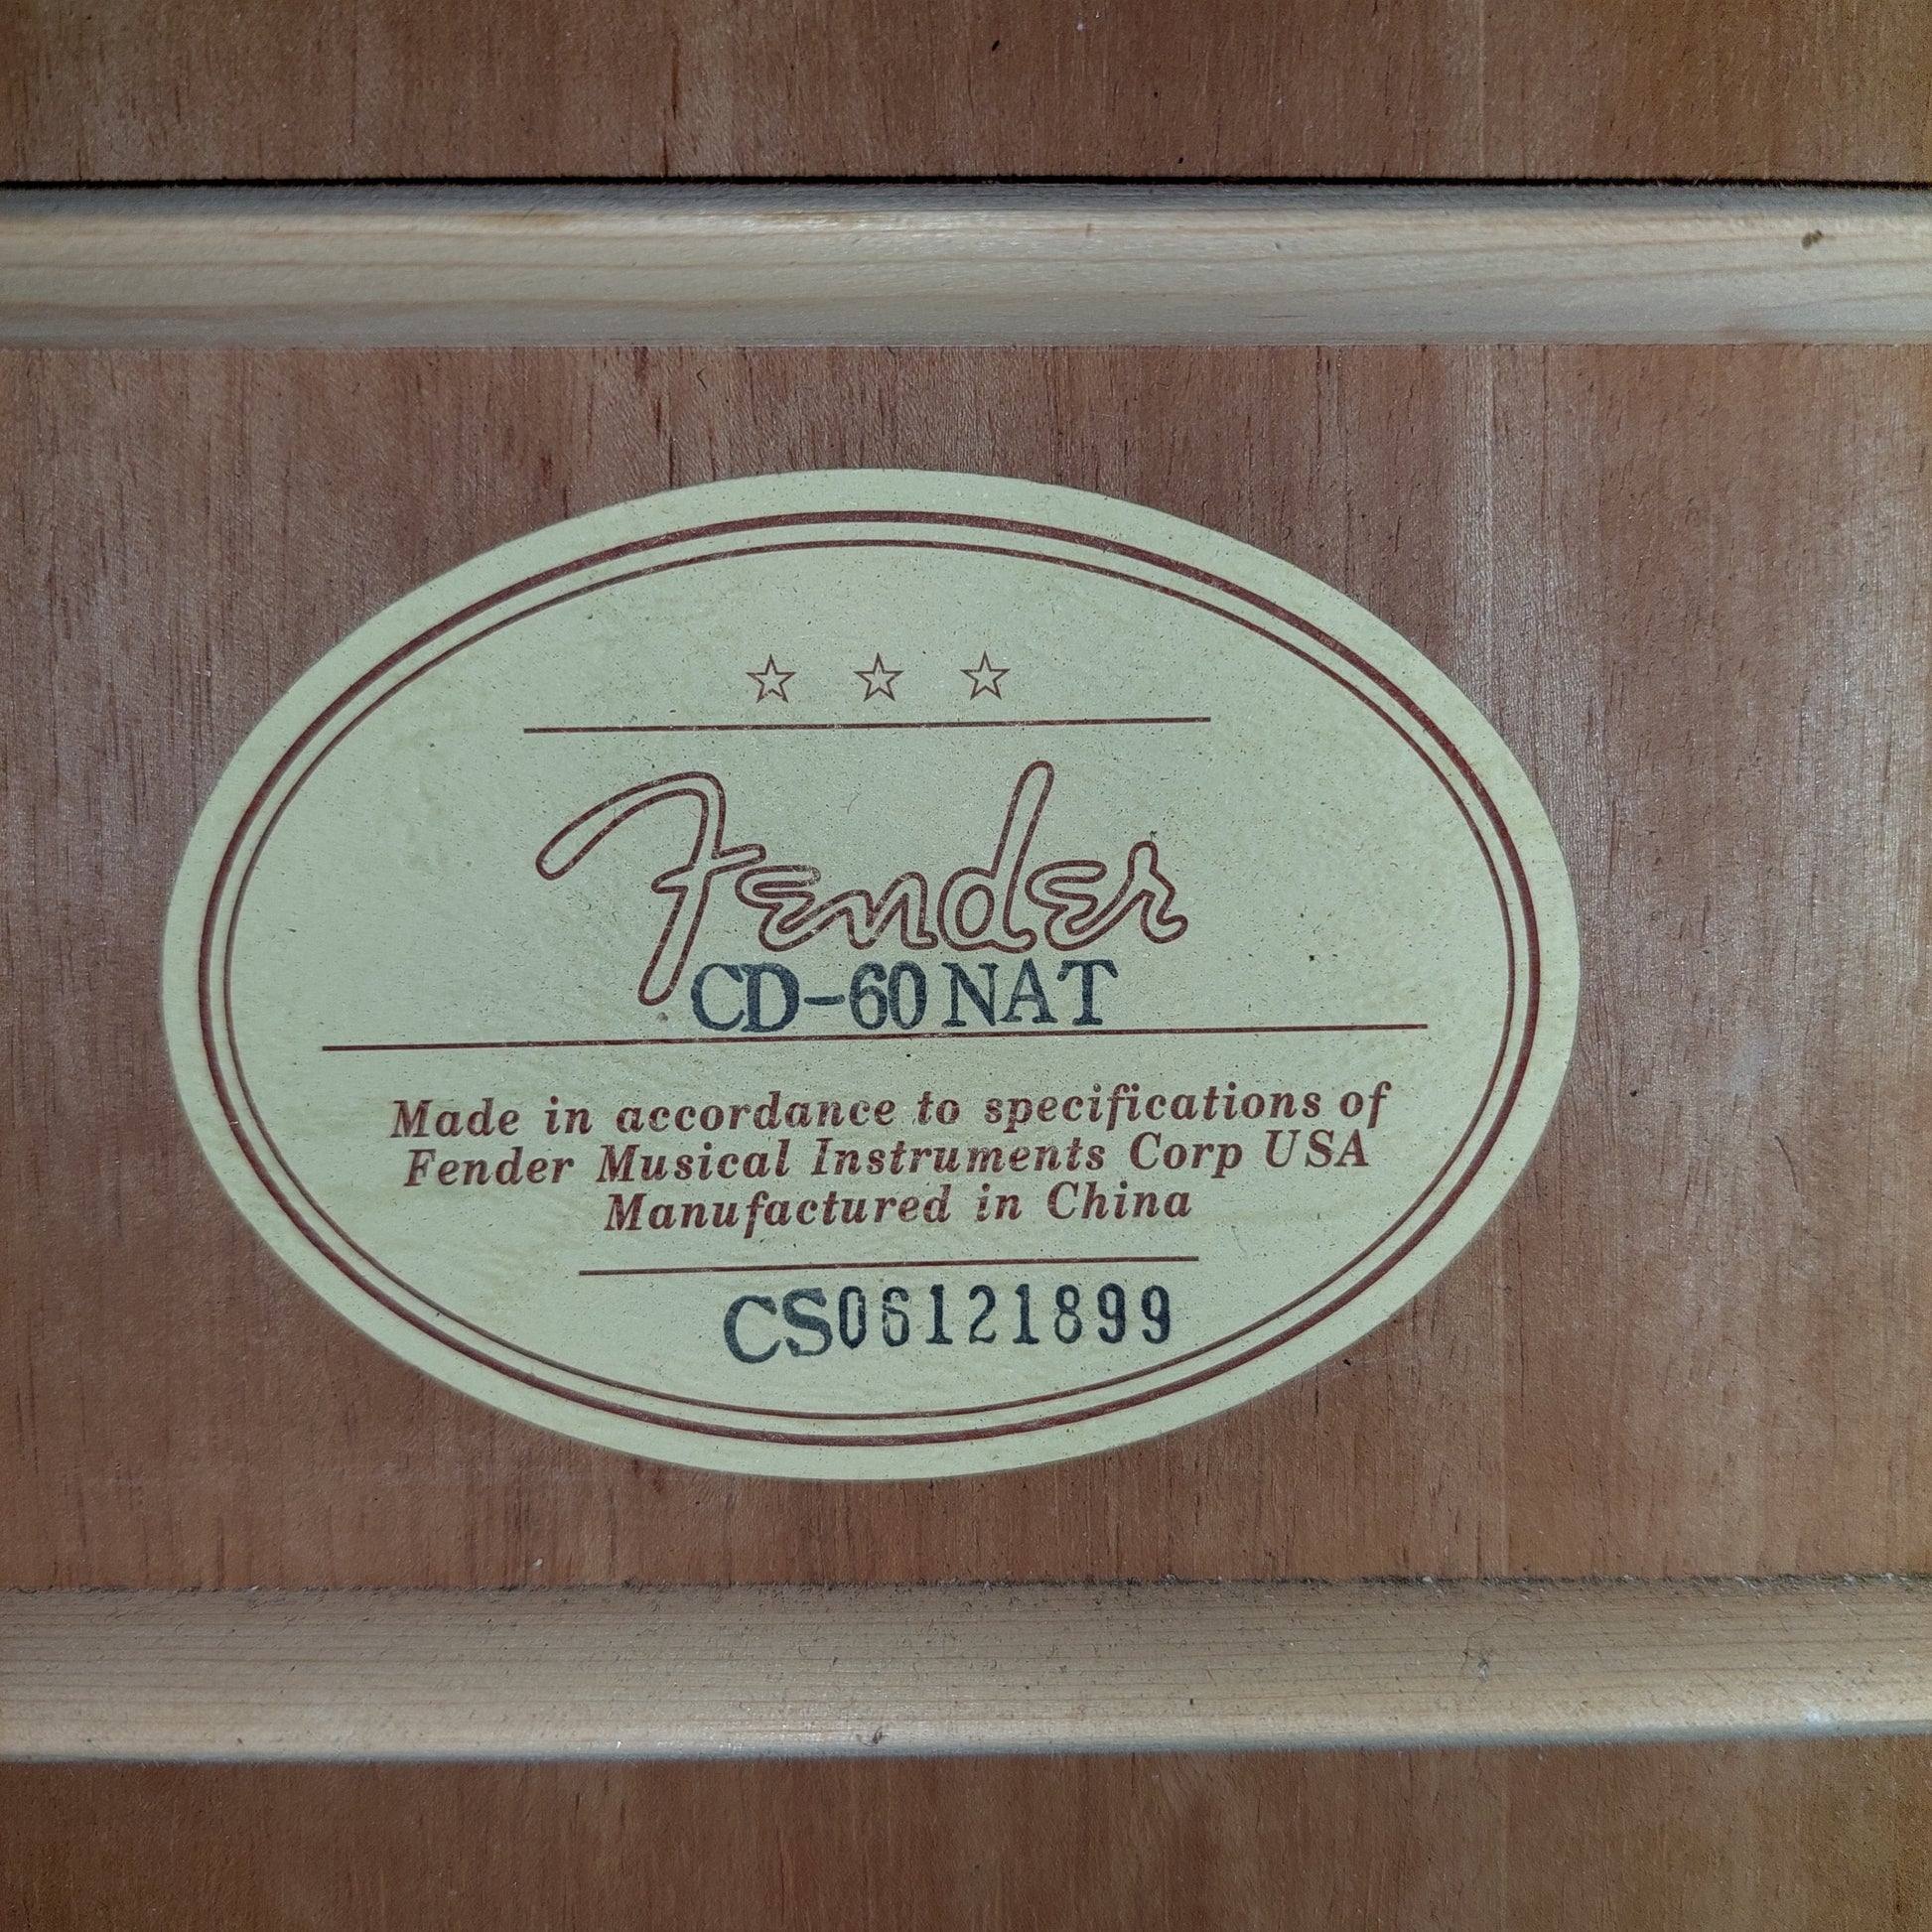 Fender
CD-60 NAT
Made in accordance to specifications of
Fender Musical Instruments Corp USA
Manufactured in China
CS06121899